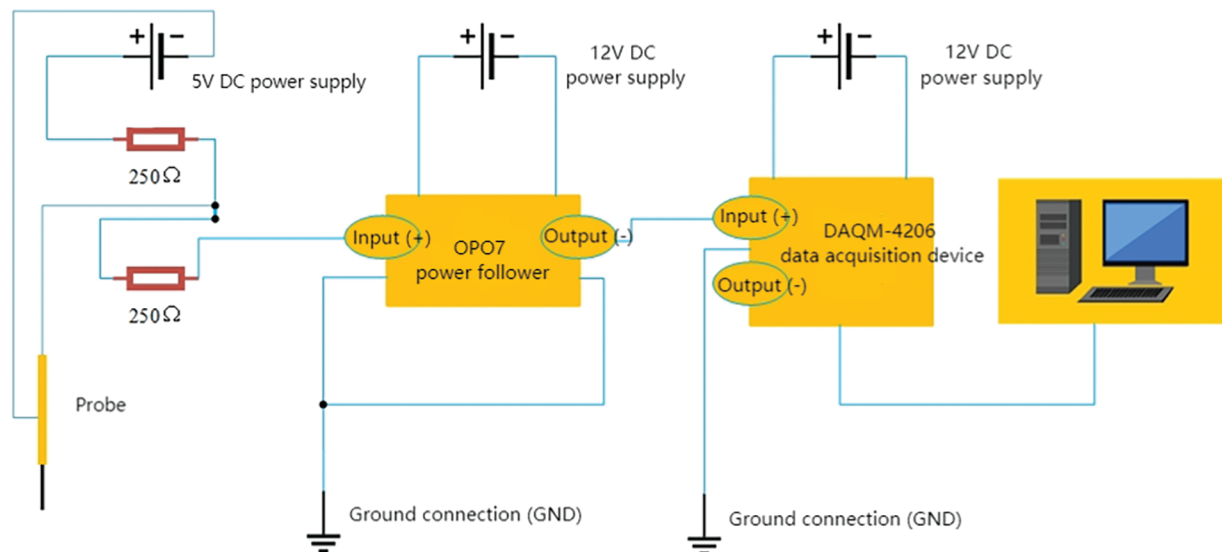 + −
5V DC power supply
250Ω
250Ω
Probe
+ −
12V DC
power supply
Input (+)
Output (-)
OPO7
power follower
Ground connection (GND)
+ −
12V DC
power supply
Input (+)
DAQM-4206
data acquisition device
Output (-)
Ground connection (GND)